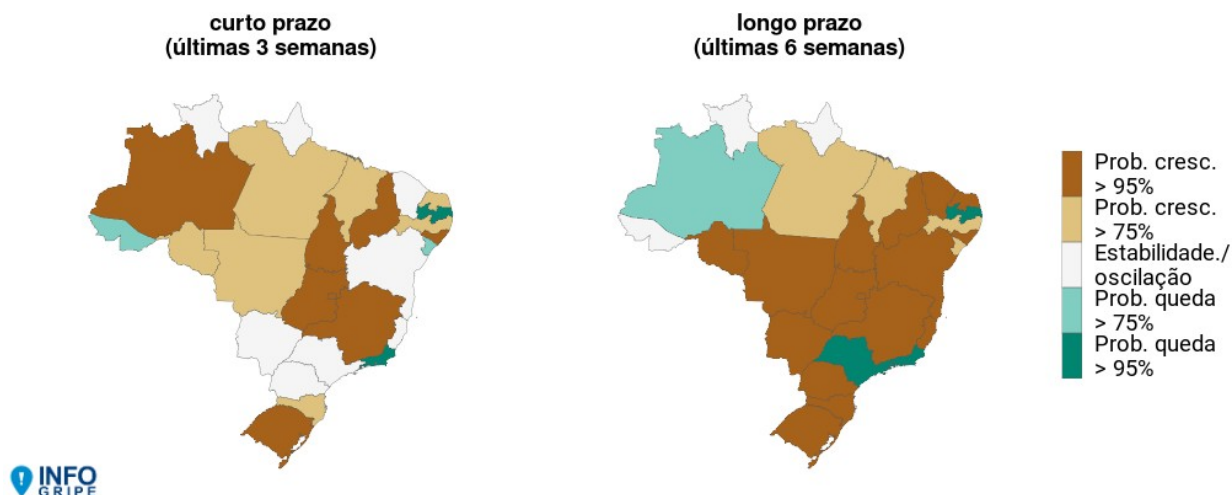 curto prazo
(últimas 3 semanas)
longo prazo
(últimas 6 semanas)
Prob. cresc.
> 95%
Prob. cresc.
> 75%
Estabilidade./
oscilação
Prob. queda
> 75%
Prob. queda
> 95%
INFO
GRIPE